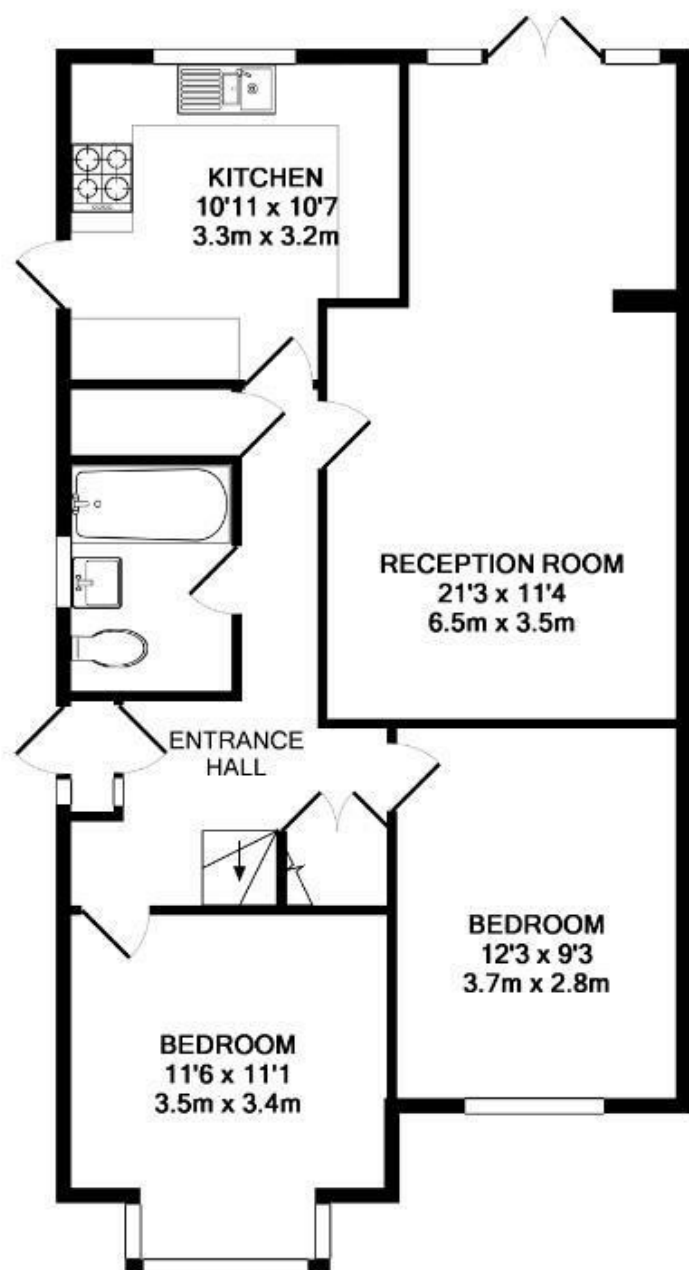 KITCHEN
10'11 x 10'7
3.3m x 3.2m
RECEPTION ROOM
21'3 x 11'4
6.5m x 3.5m
ENTRANCE
HALL
BEDROOM
12'3 x 9'3
3.7m x 2.8m
BEDROOM
11'6 x 11'1
3.5m x 3.4m